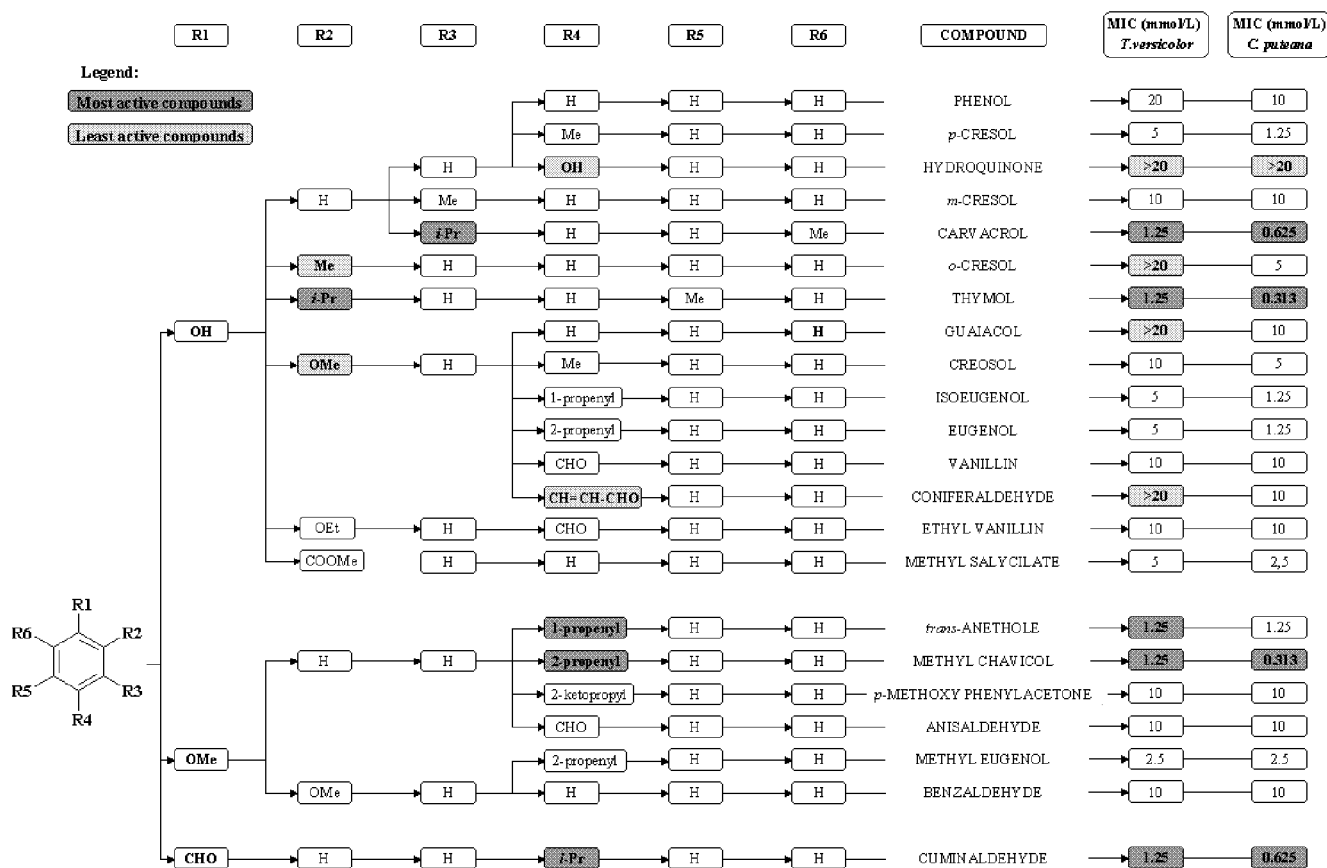 R1 R2 R3 R4 R5 R6 COMPOUND MIC (mmol/L) T.versicolor MIC (mmol/L) C. puteana
Legend:
Most active compounds
Least active compounds
H H H PHENOL 20 10
Me H H p-CRESOL 5 1.25
H OH H H HYDROQUINONE >20 >20
H Me H H H m-CRESOL 10 10
i-Pr H H Me CARVACROL 1.25 0.625
Me H H H H o-CRESOL >20 5
i-Pr H H Me H THYMOL 1.25 0.313
OH H H H GUAIACOL >20 10
OMe H Me H H CREOSOL 10 5
1-propenyl H H ISOEUGENOL 5 1.25
2-propenyl H H EUGENOL 5 1.25
CHO H H VANILLIN 10 10
CH=CH-CHO H H CONIFERALDEHYDE >20 10
OEt H CHO H H ETHYL VANILLIN 10 10
COOMe H H H H METHYL SALYCILATE 5 2,5
R1
R6 R2
R5 R3
R4
1-propenyl H H trans-ANETHOLE 1.25 1.25
H H 2-propenyl H H METHYL CHAVICOL 1.25 0.313
2-ketopropyl H H p-METHOXY PHENYLACETONE 10 10
CHO H H ANISALDEHYDE 10 10
OMe 2-propenyl H H METHYL EUGENOL 2.5 2.5
OMe H H H H BENZALDEHYDE 10 10
CHO H H i-Pr H H CUMINALDEHYDE 1.25 0.625